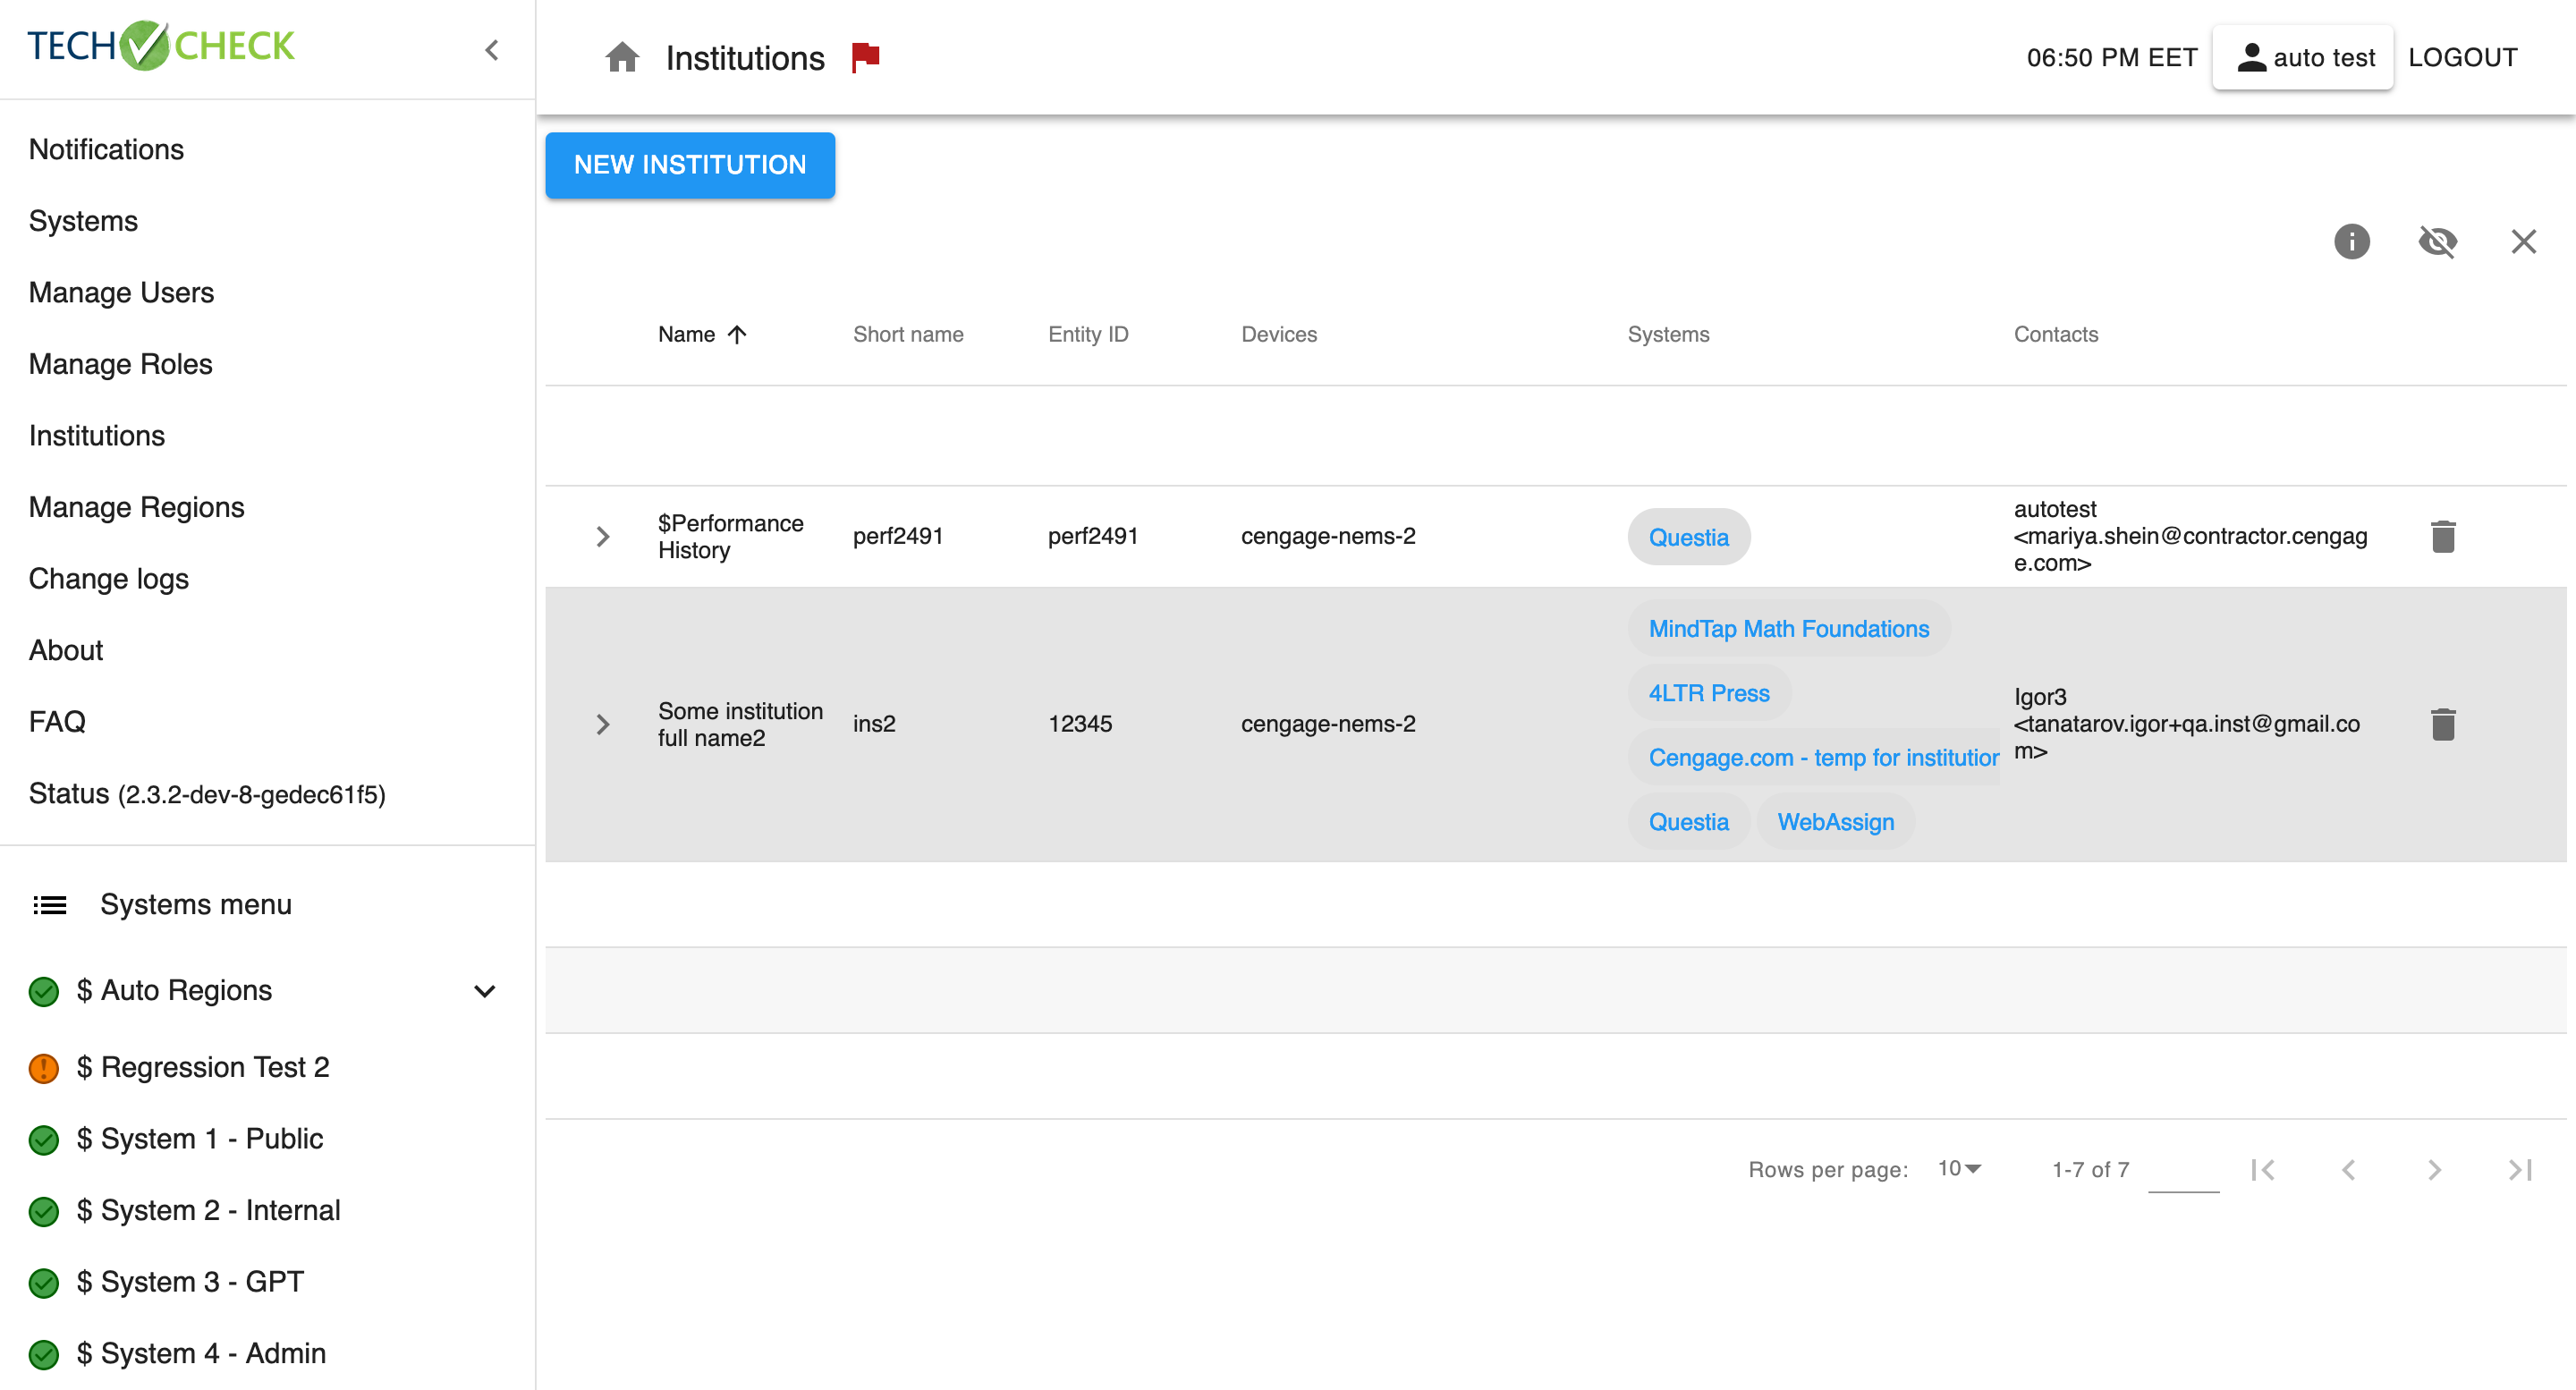 TECH CHECK
Institutions
06:50 PM EET
auto test
LOGOUT
Notifications
Systems
Manage Users
Manage Roles
Institutions
Manage Regions
Change logs
About
FAQ
Status (2.3.2-dev-8-gedec61f5)
Systems menu
$ Auto Regions
$ Regression Test 2
$ System 1 - Public
$ System 2 - Internal
$ System 3 - GPT
$ System 4 - Admin
NEW INSTITUTION
Name
Short name
Entity ID
Devices
Systems
Contacts
$Performance
History
perf2491
perf2491
cengage-nems-2
Questia
autotest
<mariya.shein@contractor.cengag
e.com>
Some institution
full name2
ins2
12345
cengage-nems-2
MindTap Math Foundations
4LTR Press
Cengage.com - temp for institution
Questia
WebAssign
Igor3
<tanatarov.igor+qa.inst@gmail.co
m>
Rows per page:
10
1-7 of 7